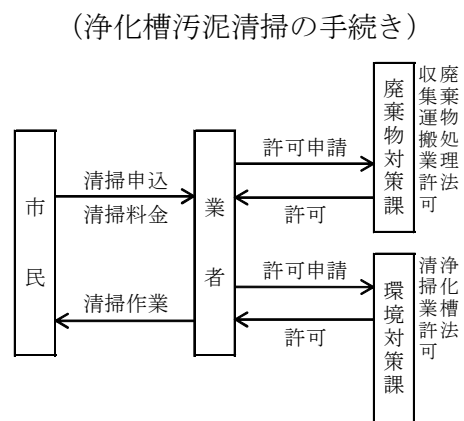 (浄化槽汚泥清掃の手続き)
市民
清掃申込
清掃料金
清掃作業
業者
許可申請
許可
許可申請
許可
廃棄物対策課
廃棄物処理法
収集運搬業許可
環境対策課
浄化槽法
清掃業許可